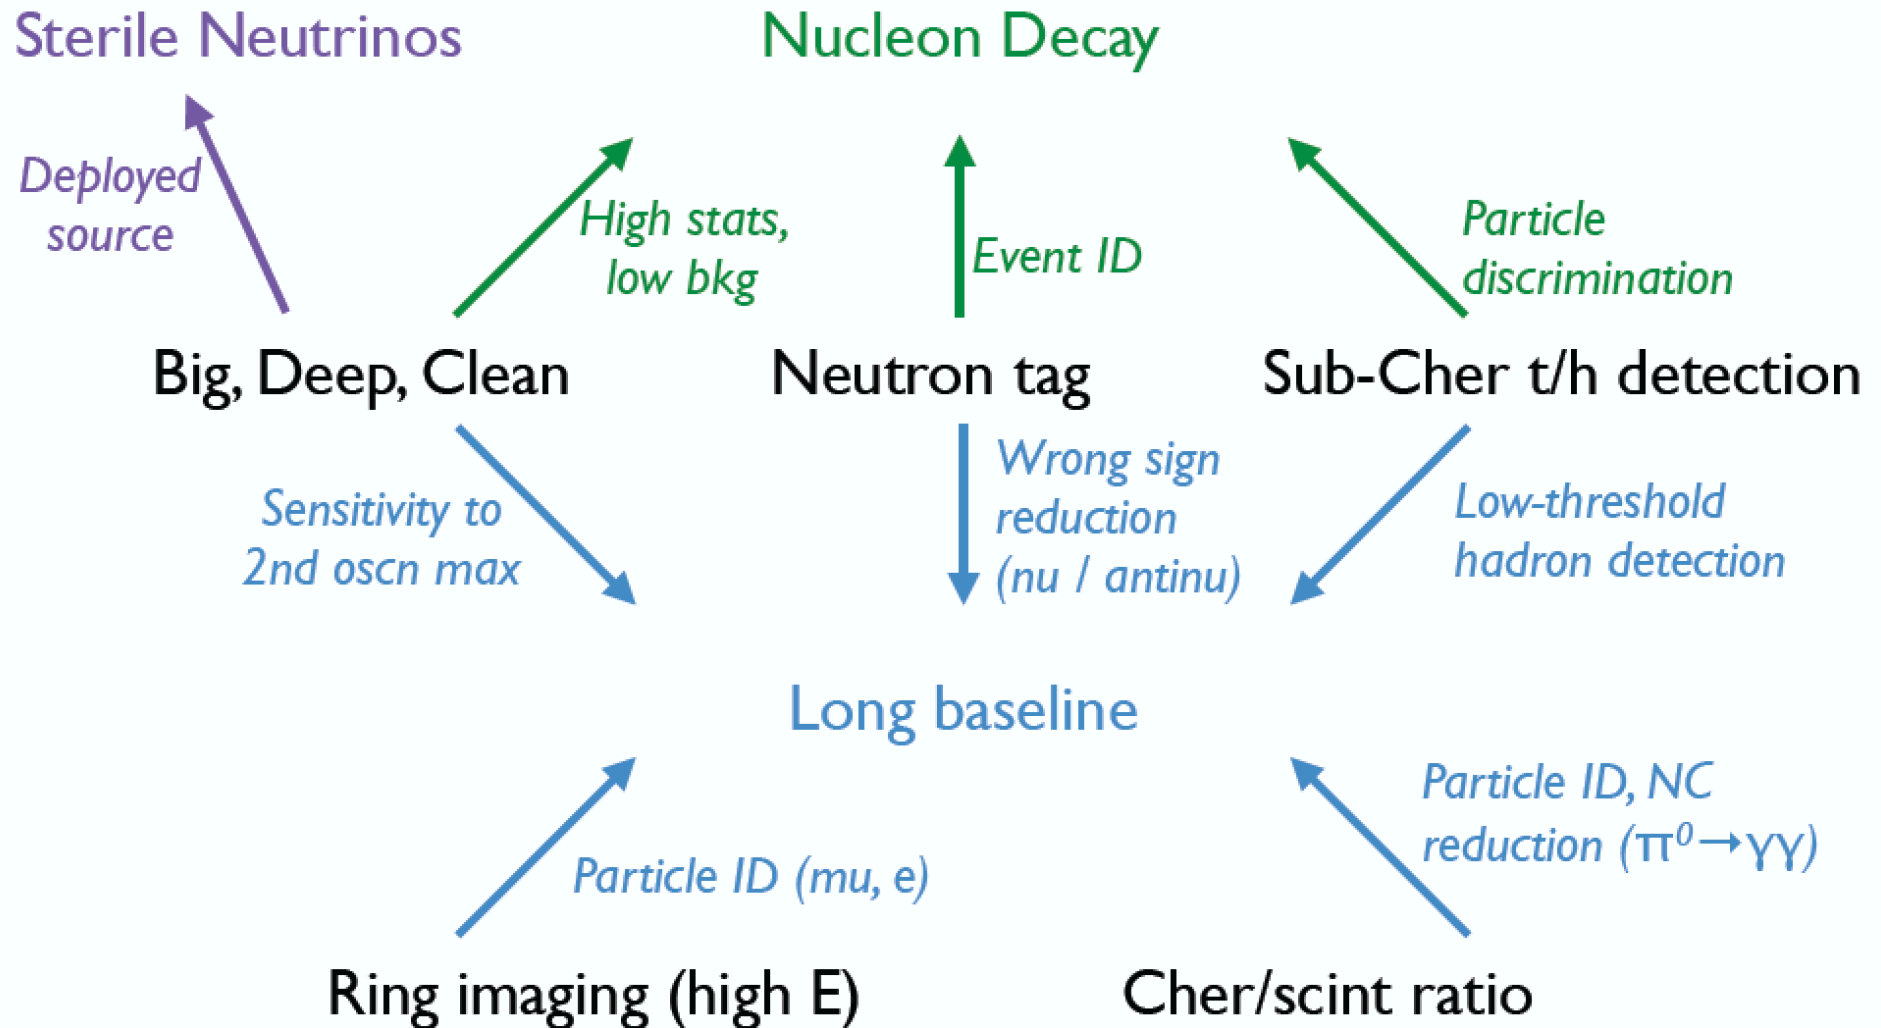 Sterile Neutrinos
Nucleon Decay
Deployed
source
High stats,
low bkg
Event ID
Particle
discrimination
Big, Deep, Clean
Neutron tag
Sub-Cher t/h detection
Sensitivity to
2nd oscn max
Wrong sign
reduction
(nu / antinu)
Low-threshold
hadron detection
Long baseline
Particle ID (mu, e)
Particle ID, NC
reduction (π⁰→γγ)
Ring imaging (high E)
Cher/scint ratio